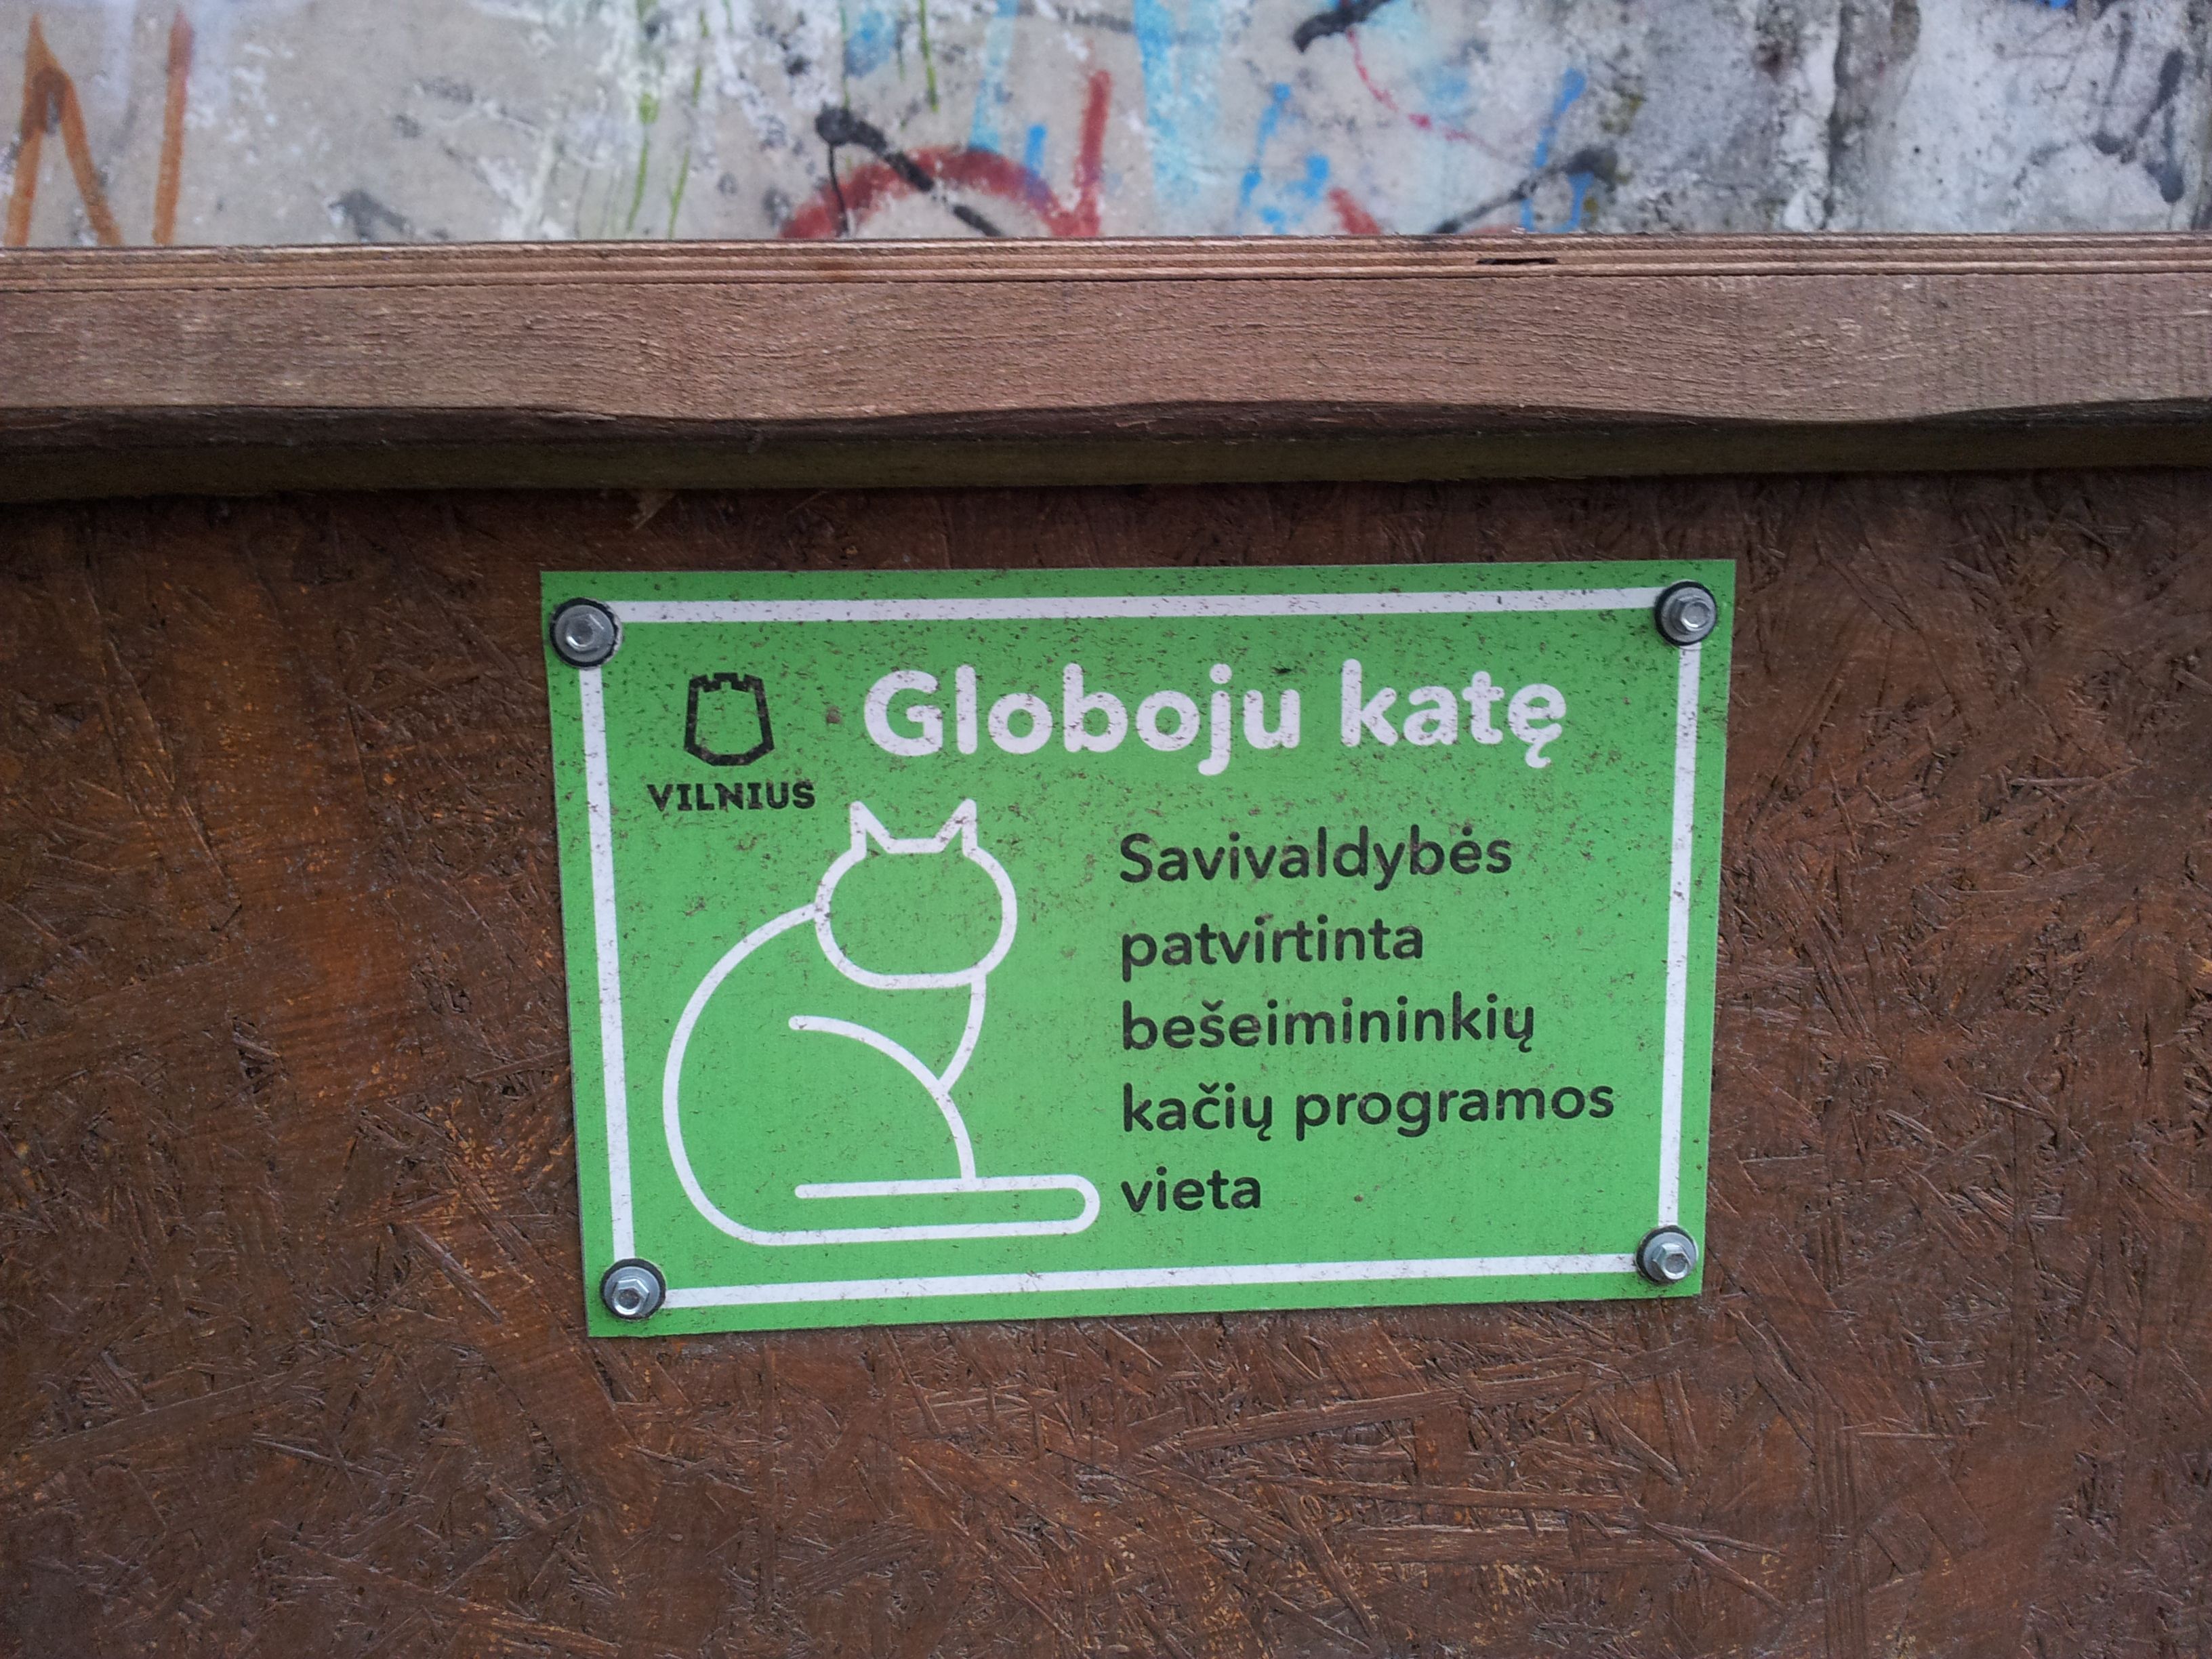 VILNIUS
Globoju katę
Savivaldybės
patvirtinta
bešeimininkių
kačių programos
vieta